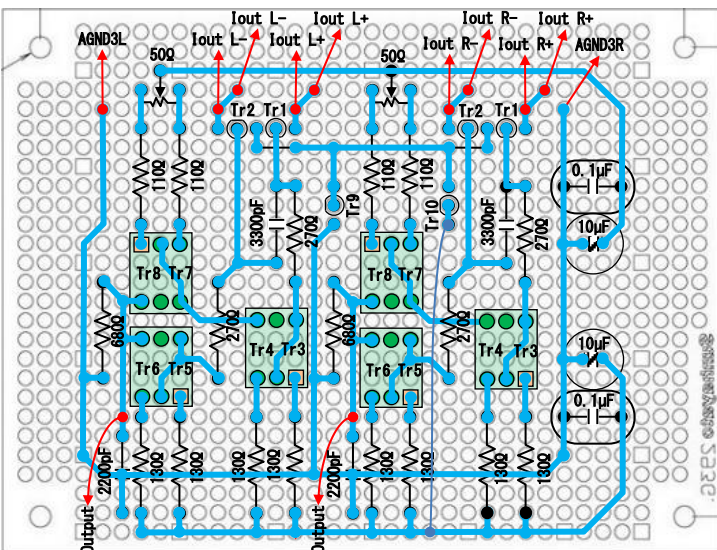 Iout L- Iout L+ Iout R- Iout R+
AGND3L Iout L- Iout L+ Iout R- Iout R+ AGND3R
50Ω 50Ω
Tr2 Tr1 Tr2 Tr1
0.1μF
110Ω 110Ω 110Ω 110Ω
Tr9 Tr10
3300pF 270Ω 3300pF 270Ω
10μF
Tr8 Tr7 Tr8 Tr7
680Ω 270Ω 680Ω 270Ω
Tr4 Tr3 Tr4 Tr3
10μF
Tr6 Tr5 Tr6 Tr5
0.1μF
2200pF 130Ω 130Ω 130Ω 130Ω 2200pF 130Ω 130Ω 130Ω 130Ω
Output Output